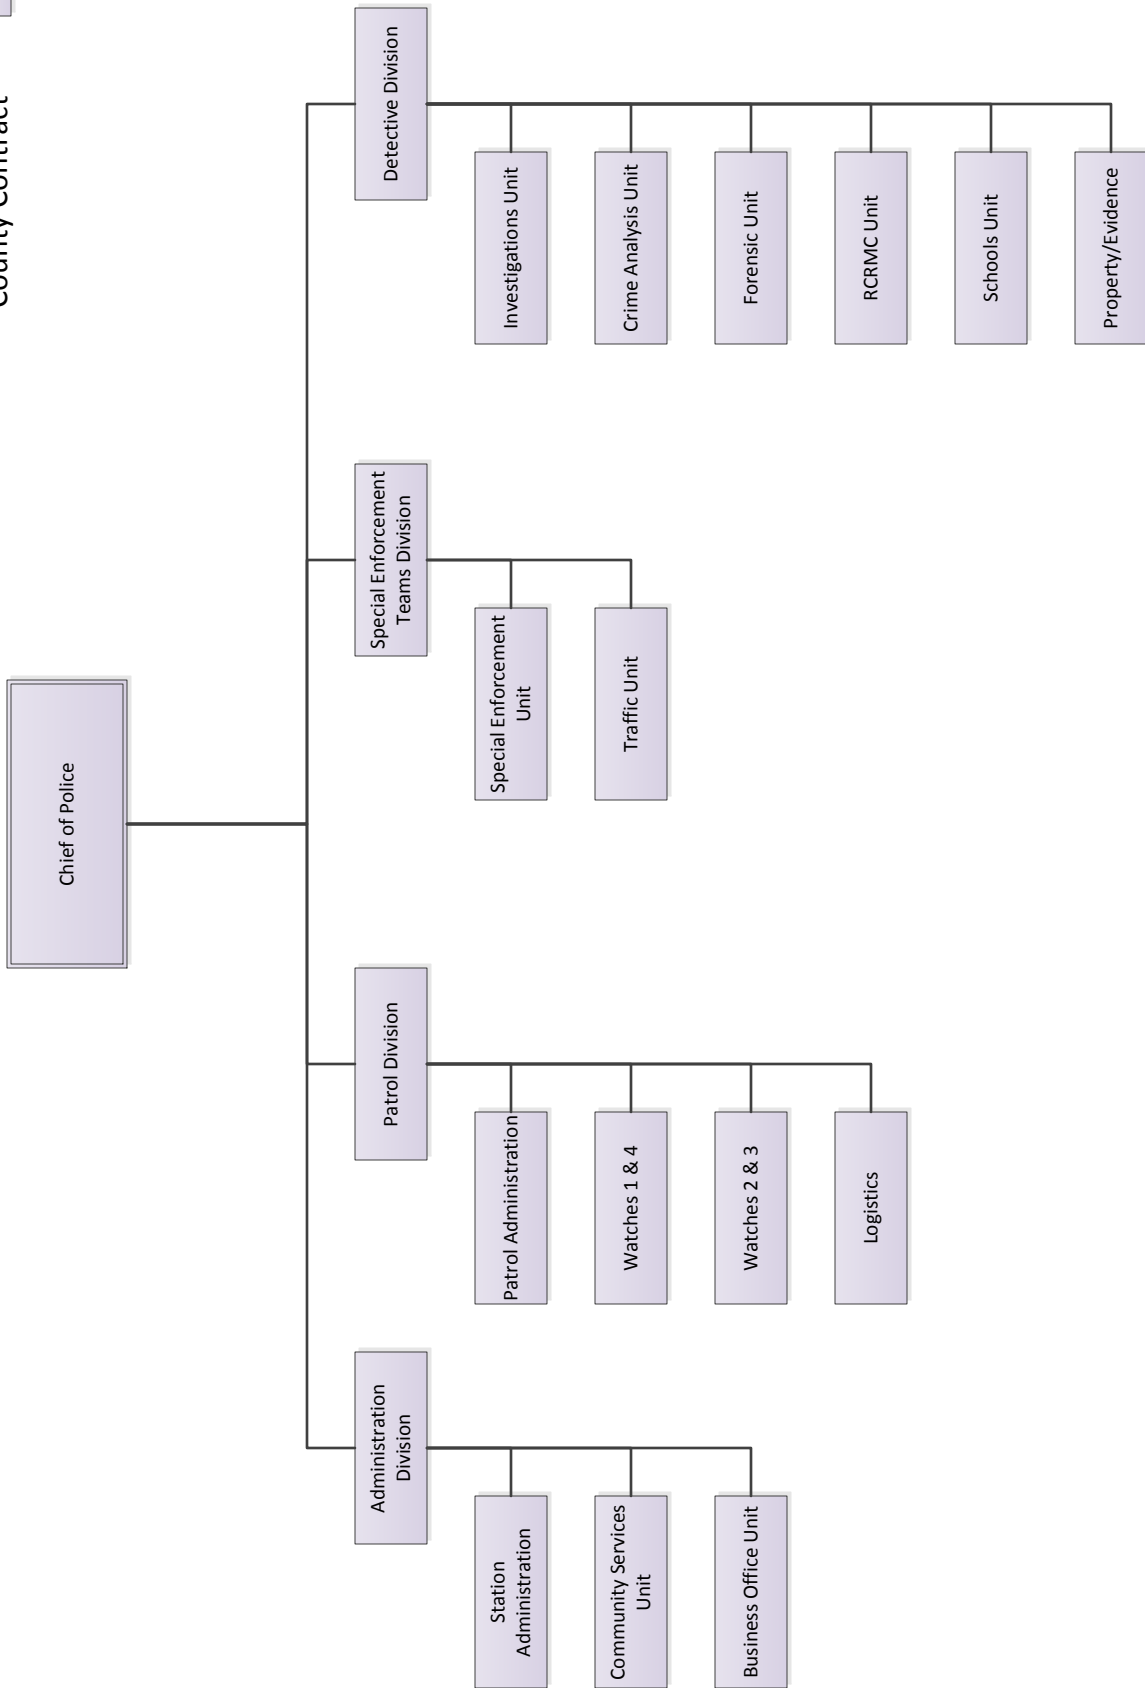 County Contract
Chief of Police
Administration
Division
Patrol Division
Special Enforcement
Teams Division
Detective Division
Station
Administration
Patrol Administration
Special Enforcement
Unit
Investigations Unit
Community Services
Unit
Watches 1 & 4
Traffic Unit
Crime Analysis Unit
Business Office Unit
Watches 2 & 3
Forensic Unit
Logistics
RCRMC Unit
Schools Unit
Property/Evidence